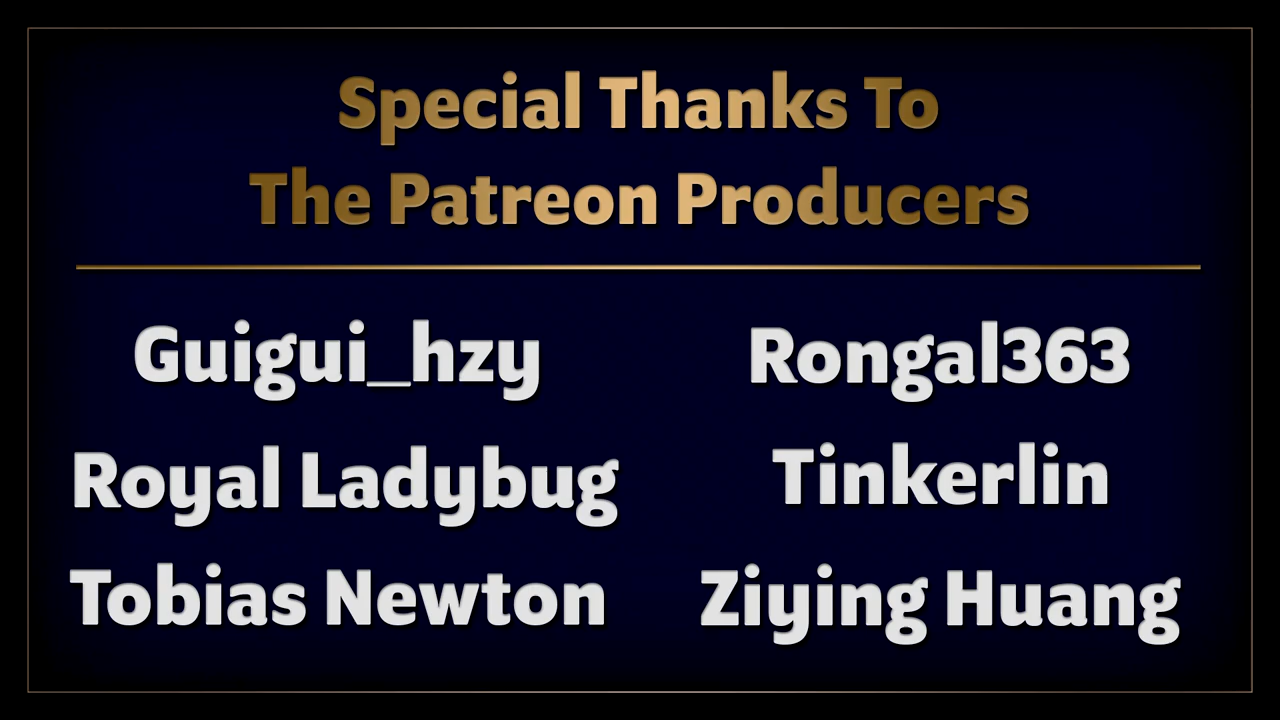 Special Thanks To
The Patreon Producers
Guigui_hzy
Rongal363
Royal Ladybug
Tinkerlin
Tobias Newton
Ziying Huang